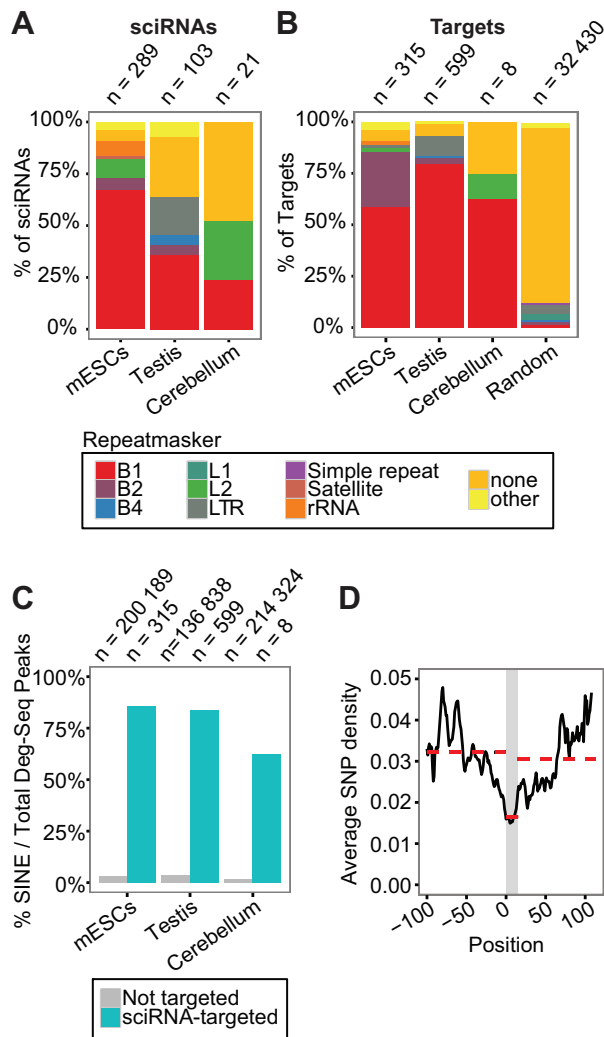 A
sciRNAs
n = 289
n = 103
n = 21
% of sciRNAs
100%
75%
50%
25%
0%
mESCs
Testis
Cerebellum
B
Targets
n = 315
n = 599
n = 8
n = 32 430
% of Targets
100%
75%
50%
25%
0%
mESCs
Testis
Cerebellum
Random
Repeatmasker
B1
B2
B4
L1
L2
LTR
Simple repeat
Satellite
rRNA
none
other
C
n = 200 189
n = 315
n=136 838
n = 599
n = 214 324
n = 8
% SINE / Total Deg-Seq Peaks
100%
75%
50%
25%
0%
mESCs
Testis
Cerebellum
Not targeted
sciRNA-targeted
D
Average SNP density
0.05
0.04
0.03
0.02
0.01
0.00
−100
−50
0
50
100
Position